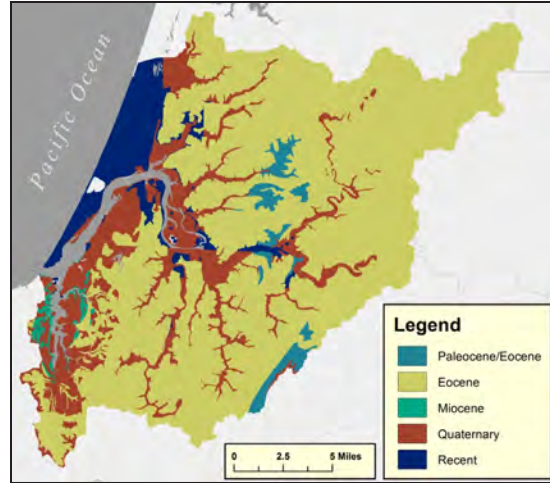 Pacific Ocean
Legend
Paleocene/Eocene
Eocene
Miocene
Quaternary
Recent
0 2.5 5 Miles